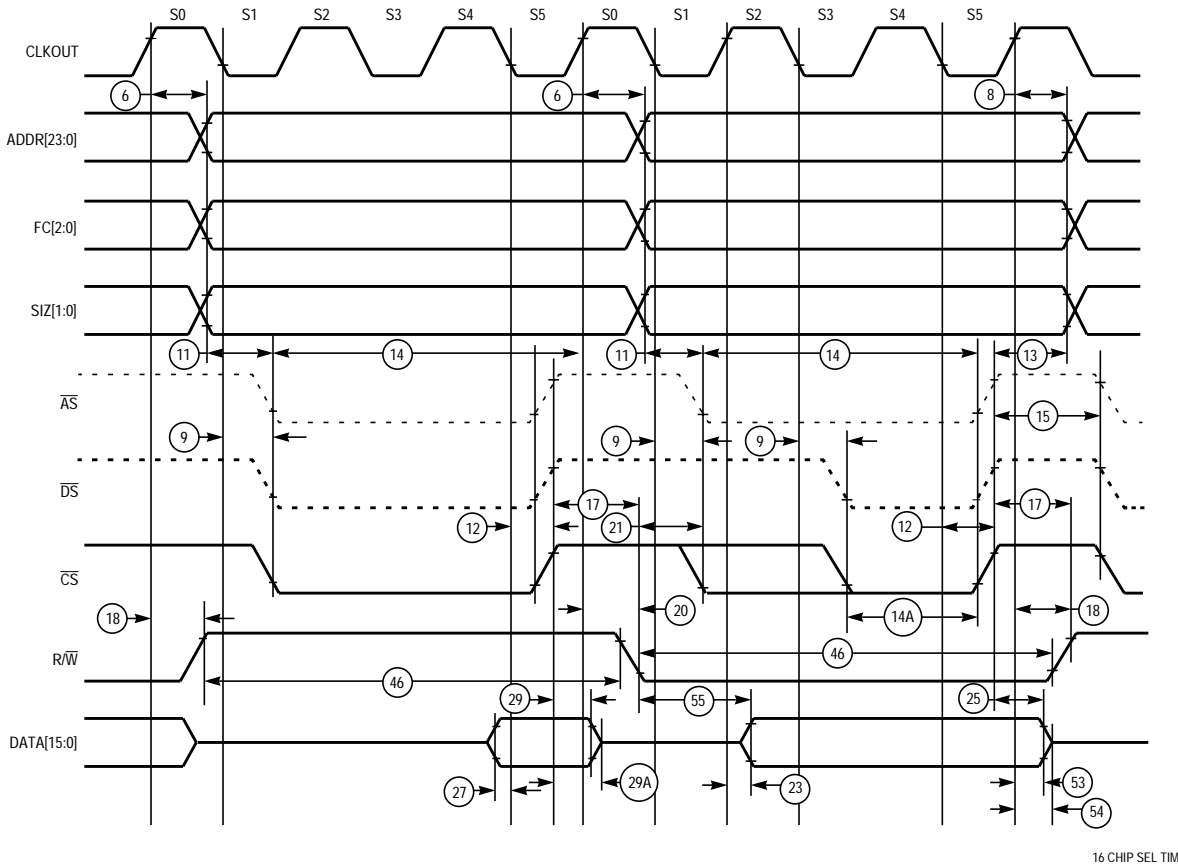 S0 S1 S2 S3 S4 S5 S0 S1 S2 S3 S4 S5
CLKOUT
6 6 8
ADDR[23:0]
FC[2:0]
SIZ[1:0]
11 14 11 14 13
AS
15
9 9 9
DS
17 17
12 21 12
CS
18 20 14A 18
R/W
46 46
29 55 25
DATA[15:0]
27 29A 23 53
54
16 CHIP SEL TIM